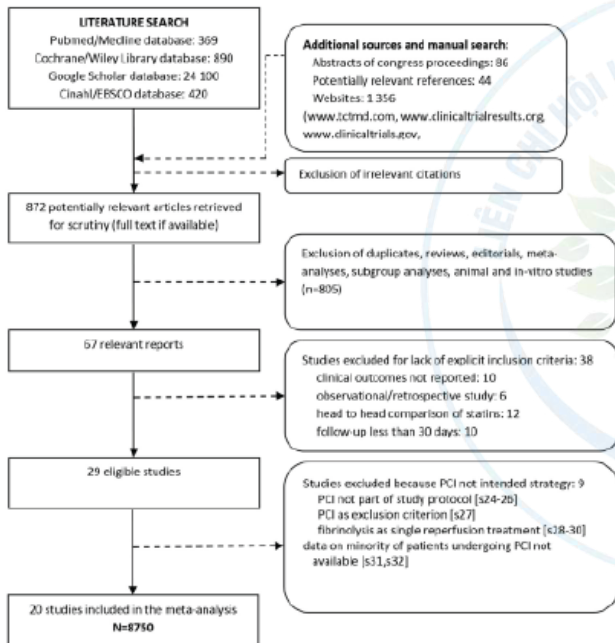 LITERATURE SEARCH
Pubmed/Medline database: 369
Cochrane/Wiley Library database: 890
Google Scholar database: 24 100
Cinahl/EBSCO database: 420
Additional sources and manual search:
Abstracts of congress proceedings: 86
Potentially relevant references: 44
Websites: 1 356
(www.tctmd.com, www.clinicaltrialresults.org,
www.clinicaltrials.gov,
Exclusion of irrelevant citations
872 potentially relevant articles retrieved
for scrutiny (full text if available)
Exclusion of duplicates, reviews, editorials, meta-
analyses, subgroup analyses, animal and in-vitro studies
(n=805)
67 relevant reports
Studies excluded for lack of explicit inclusion criteria: 38
clinical outcomes not reported: 10
observational/retrospective study: 6
head to head comparison of statins: 12
follow-up less than 30 days: 10
29 eligible studies
Studies excluded because PCI not intended strategy: 9
PCI not part of study protocol [s24-26]
PCI as exclusion criterion [s27]
fibrinolysis as single reperfusion treatment [s28-30]
data on minority of patients undergoing PCI not
available [s31,s32]
20 studies included in the meta-analysis
N=8750
CHI HỘI